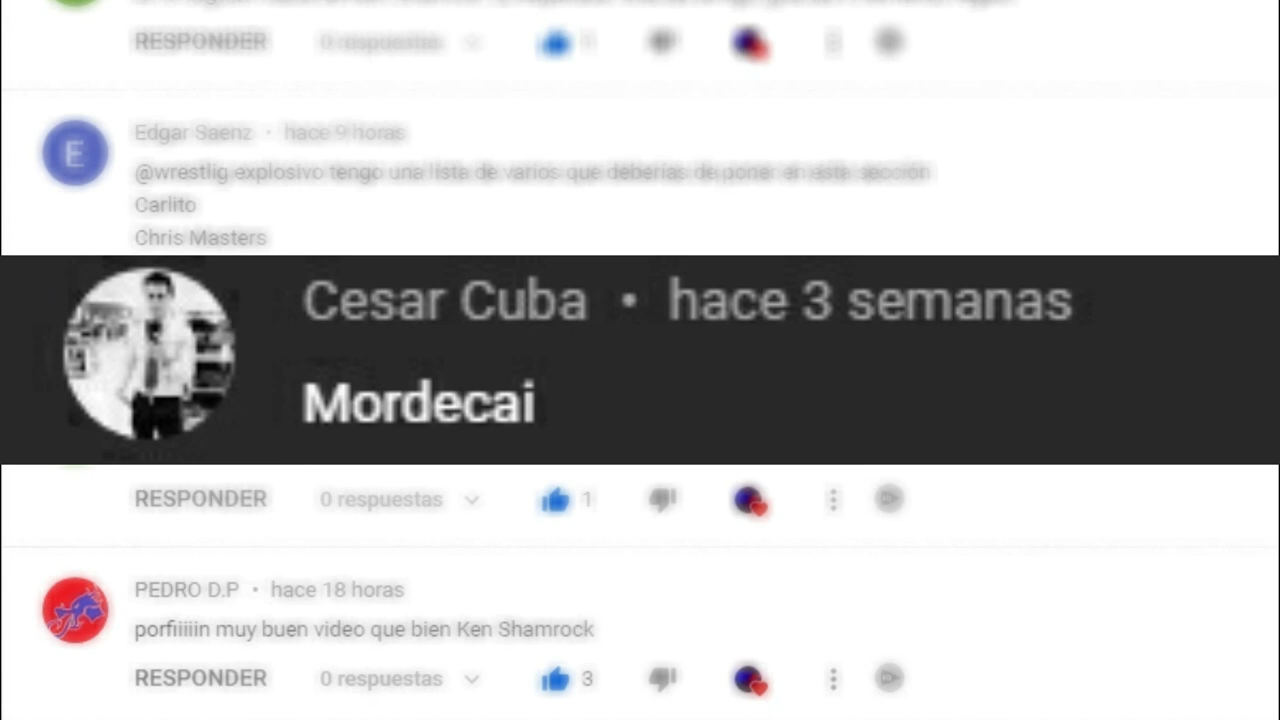 RESPONDER 0 respuestas
Edgar Saenz · hace 9 horas
@wrestlig explosivo tengo una lista de varios que deberías de poner en esta sección
Carlito
Chris Masters
Cesar Cuba · hace 3 semanas
Mordecai
RESPONDER 0 respuestas 1
PEDRO D.P · hace 18 horas
porfiiiiin muy buen video que bien Ken Shamrock
RESPONDER 0 respuestas 3